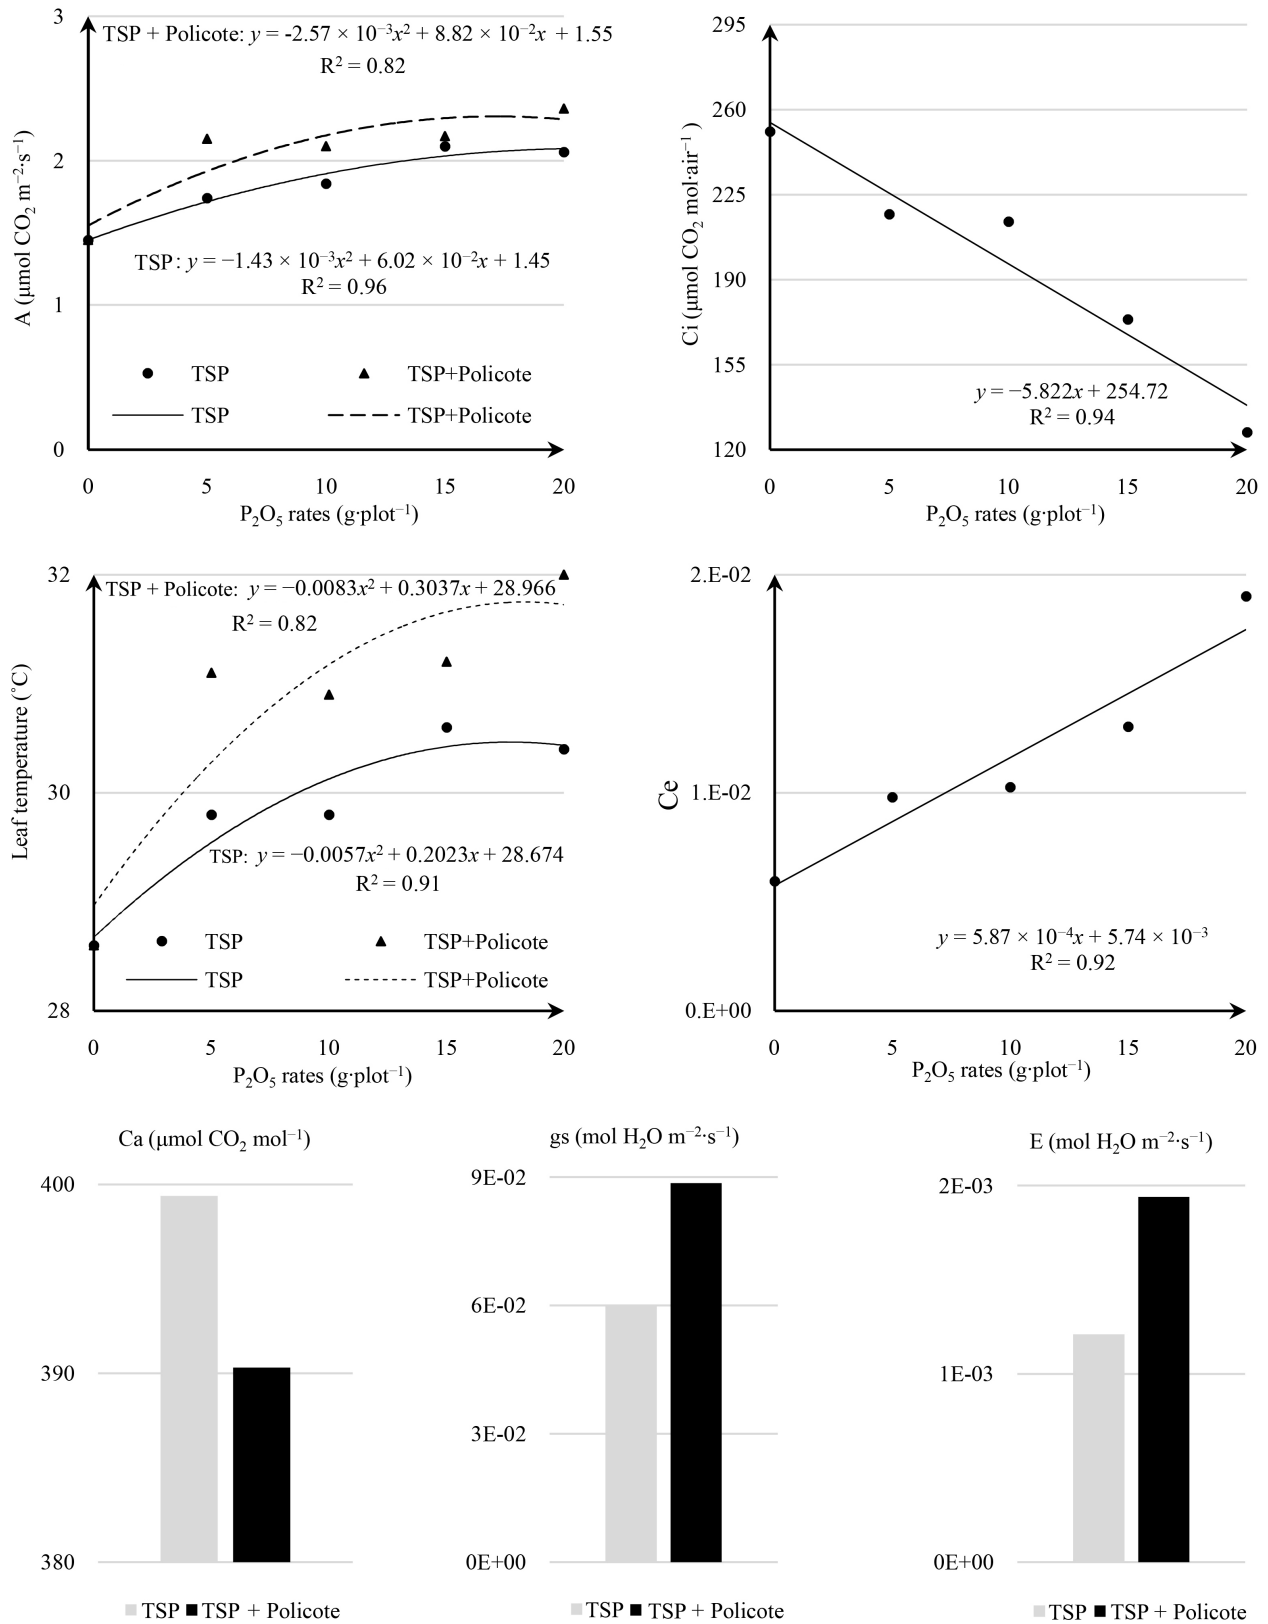 3
TSP + Policote: y = -2.57 × 10⁻³x² + 8.82 × 10⁻²x + 1.55
R² = 0.82
2
TSP: y = −1.43 × 10⁻³x² + 6.02 × 10⁻²x + 1.45
R² = 0.96
1
TSP TSP+Policote
TSP TSP+Policote
0
0 5 10 15 20
P₂O₅ rates (g·plot⁻¹)
A (μmol CO₂ m⁻²·s⁻¹)
295
260
225
190
155
y = −5.822x + 254.72
R² = 0.94
120
0 5 10 15 20
P₂O₅ rates (g·plot⁻¹)
Ci (μmol CO₂ mol·air⁻¹ )
32
TSP + Policote: y = −0.0083x² + 0.3037x + 28.966
R² = 0.82
30
TSP: y = −0.0057x² + 0.2023x + 28.674
R² = 0.91
TSP TSP+Policote
TSP TSP+Policote
28
0 5 10 15 20
P₂O₅ rates (g·plot⁻¹)
Leaf temperature (˚C)
2.E-02
1.E-02
y = 5.87 × 10⁻⁴x + 5.74 × 10⁻³
R² = 0.92
0.E+00
0 5 10 15 20
P₂O₅ rates (g·plot⁻¹)
Ce
Ca (μmol CO₂ mol⁻¹)
400
390
380
TSP TSP + Policote
gs (mol H₂O m⁻²·s⁻¹)
9E-02
6E-02
3E-02
0E+00
TSP TSP + Policote
E (mol H₂O m⁻²·s⁻¹)
2E-03
1E-03
0E+00
TSP TSP + Policote